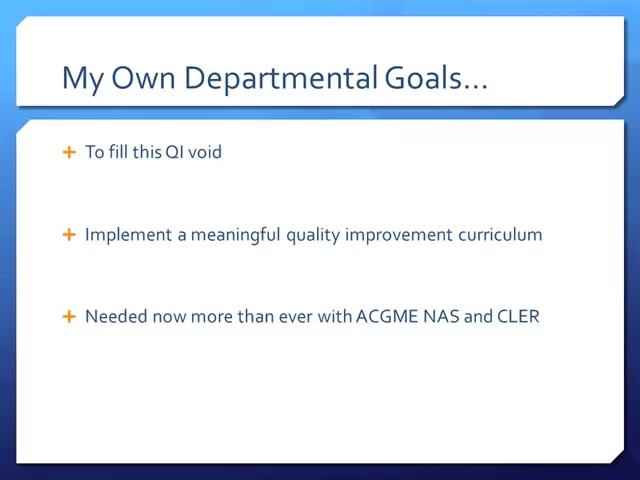 My Own Departmental Goals...
To fill this QI void
Implement a meaningful quality improvement curriculum
Needed now more than ever with ACGME NAS and CLER